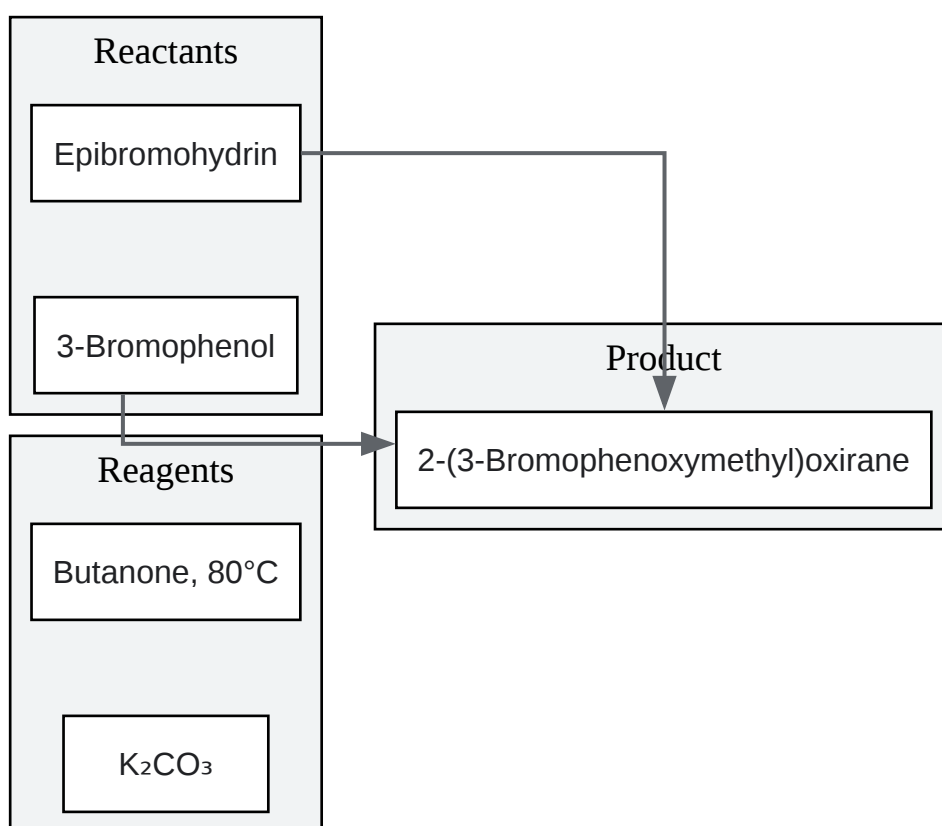 Reactants
Epibromohydrin
3-Bromophenol
Reagents
Butanone, 80°C
K₂CO₃
Product
2-(3-Bromophenoxymethyl)oxirane